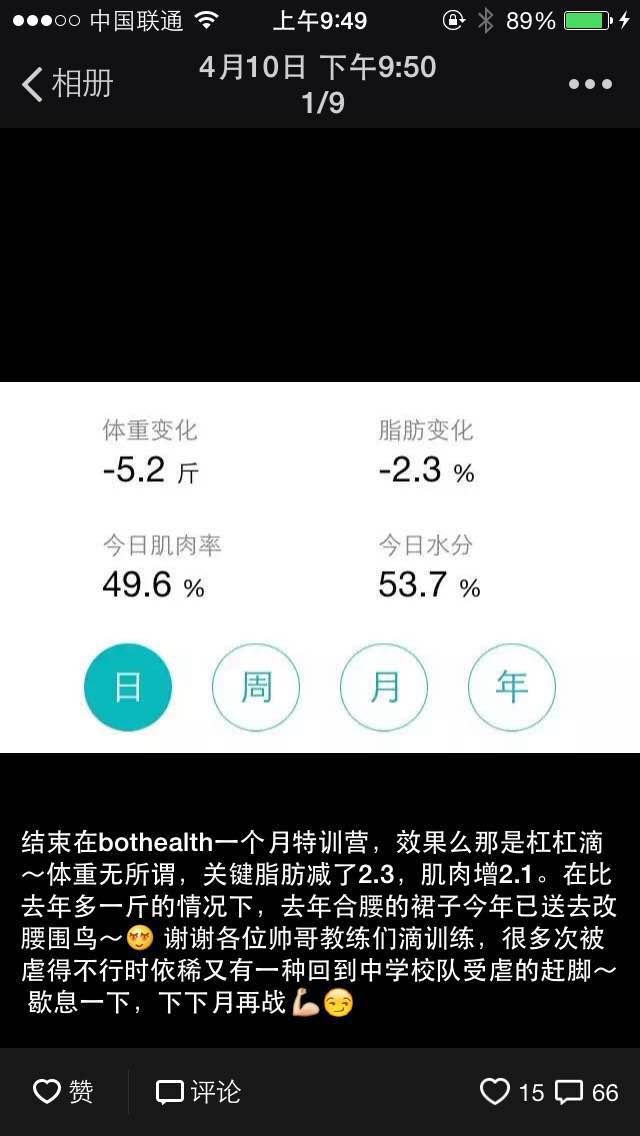 中国联通 上午9:49 89%
相册 4月10日 下午9:50
1/9
体重变化 脂肪变化
-5.2 斤 -2.3 %
今日肌肉率 今日水分
49.6 % 53.7 %
日 周 月 年
结束在bothealth一个月特训营，效果么那是杠杠滴
～体重无所谓，关键脂肪减了2.3，肌肉增2.1。在比
去年多一斤的情况下，去年合腰的裙子今年已送去改
腰围鸟～😍 谢谢各位帅哥教练们滴训练，很多次被
虐得不行时依稀又有一种回到中学校队受虐的赶脚～
歇息一下，下下月再战💪😏
赞 评论 15 66